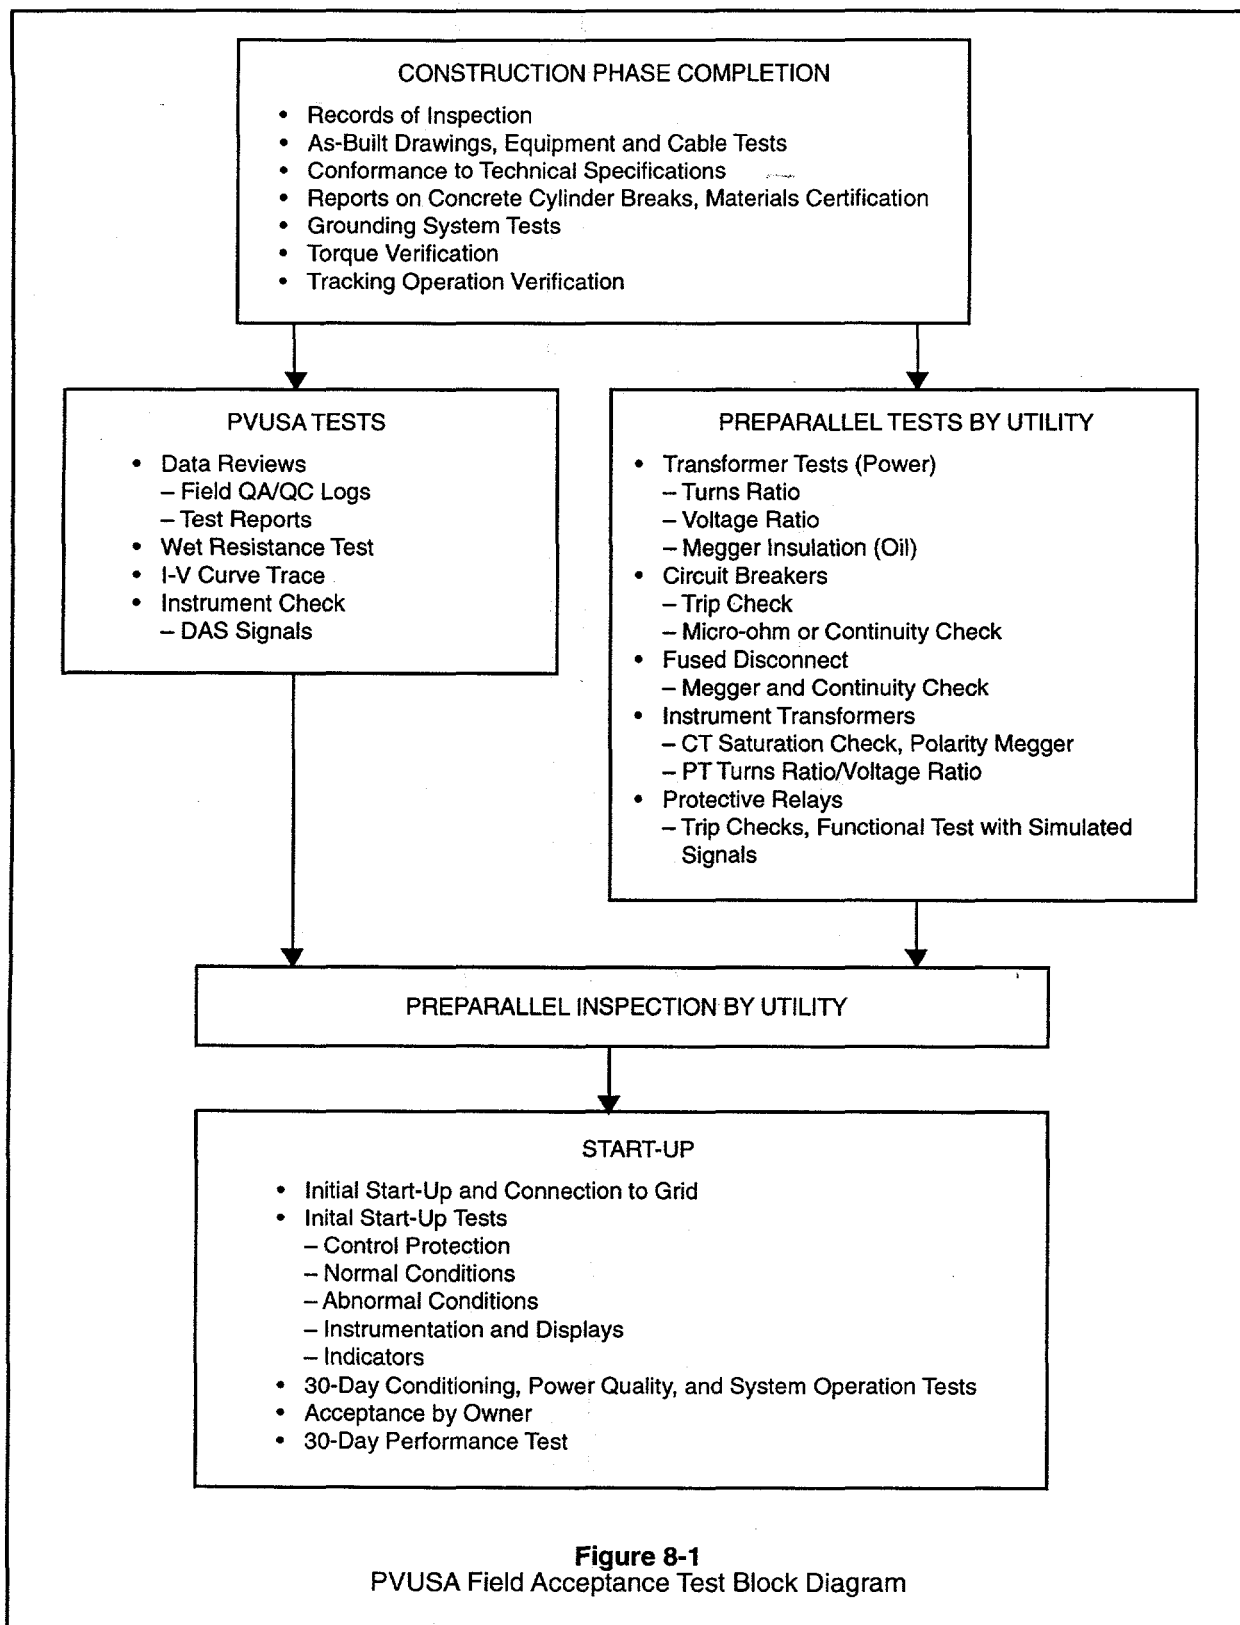 CONSTRUCTION PHASE COMPLETION
• Records of Inspection
• As-Built Drawings, Equipment and Cable Tests
• Conformance to Technical Specifications
• Reports on Concrete Cylinder Breaks, Materials Certification
• Grounding System Tests
• Torque Verification
• Tracking Operation Verification
PVUSA TESTS
• Data Reviews
– Field QA/QC Logs
– Test Reports
• Wet Resistance Test
• I-V Curve Trace
• Instrument Check
– DAS Signals
PREPARALLEL TESTS BY UTILITY
• Transformer Tests (Power)
– Turns Ratio
– Voltage Ratio
– Megger Insulation (Oil)
• Circuit Breakers
– Trip Check
– Micro-ohm or Continuity Check
• Fused Disconnect
– Megger and Continuity Check
• Instrument Transformers
– CT Saturation Check, Polarity Megger
– PT Turns Ratio/Voltage Ratio
• Protective Relays
– Trip Checks, Functional Test with Simulated
Signals
PREPARALLEL INSPECTION BY UTILITY
START-UP
• Initial Start-Up and Connection to Grid
• Inital Start-Up Tests
– Control Protection
– Normal Conditions
– Abnormal Conditions
– Instrumentation and Displays
– Indicators
• 30-Day Conditioning, Power Quality, and System Operation Tests
• Acceptance by Owner
• 30-Day Performance Test
Figure 8-1
PVUSA Field Acceptance Test Block Diagram